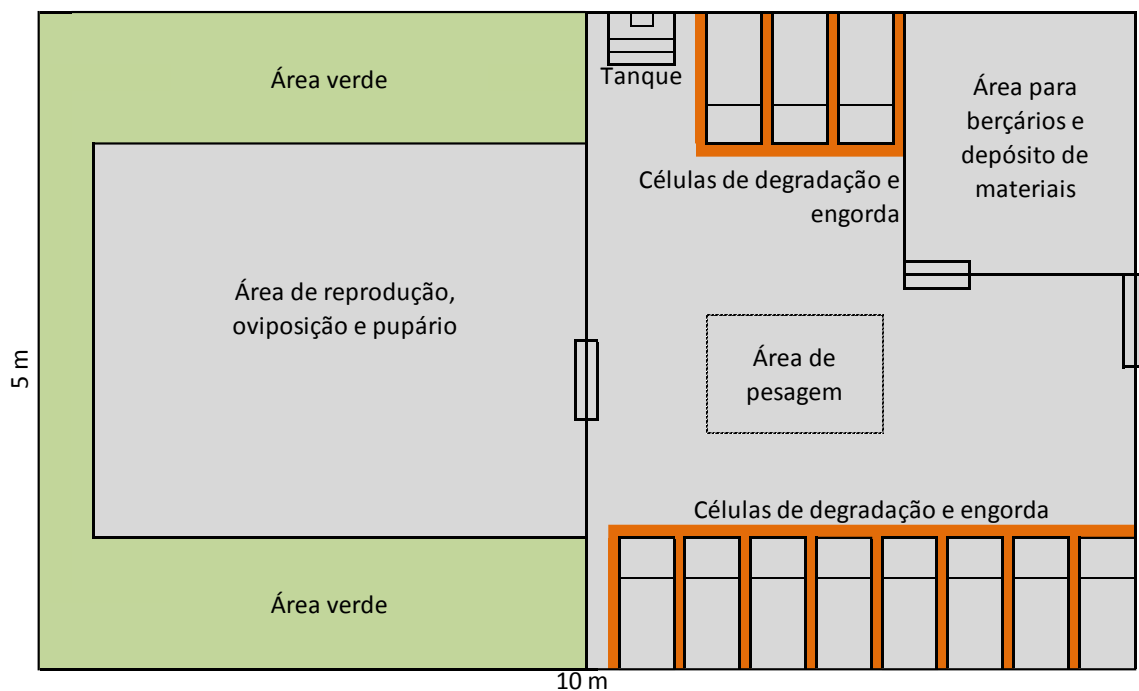 Área verde
Tanque
Área para
berçários e
depósito de
materiais
Células de degradação e
engorda
Área de reprodução,
oviposição e pupário
Área de
pesagem
5 m
Células de degradação e engorda
Área verde
10 m